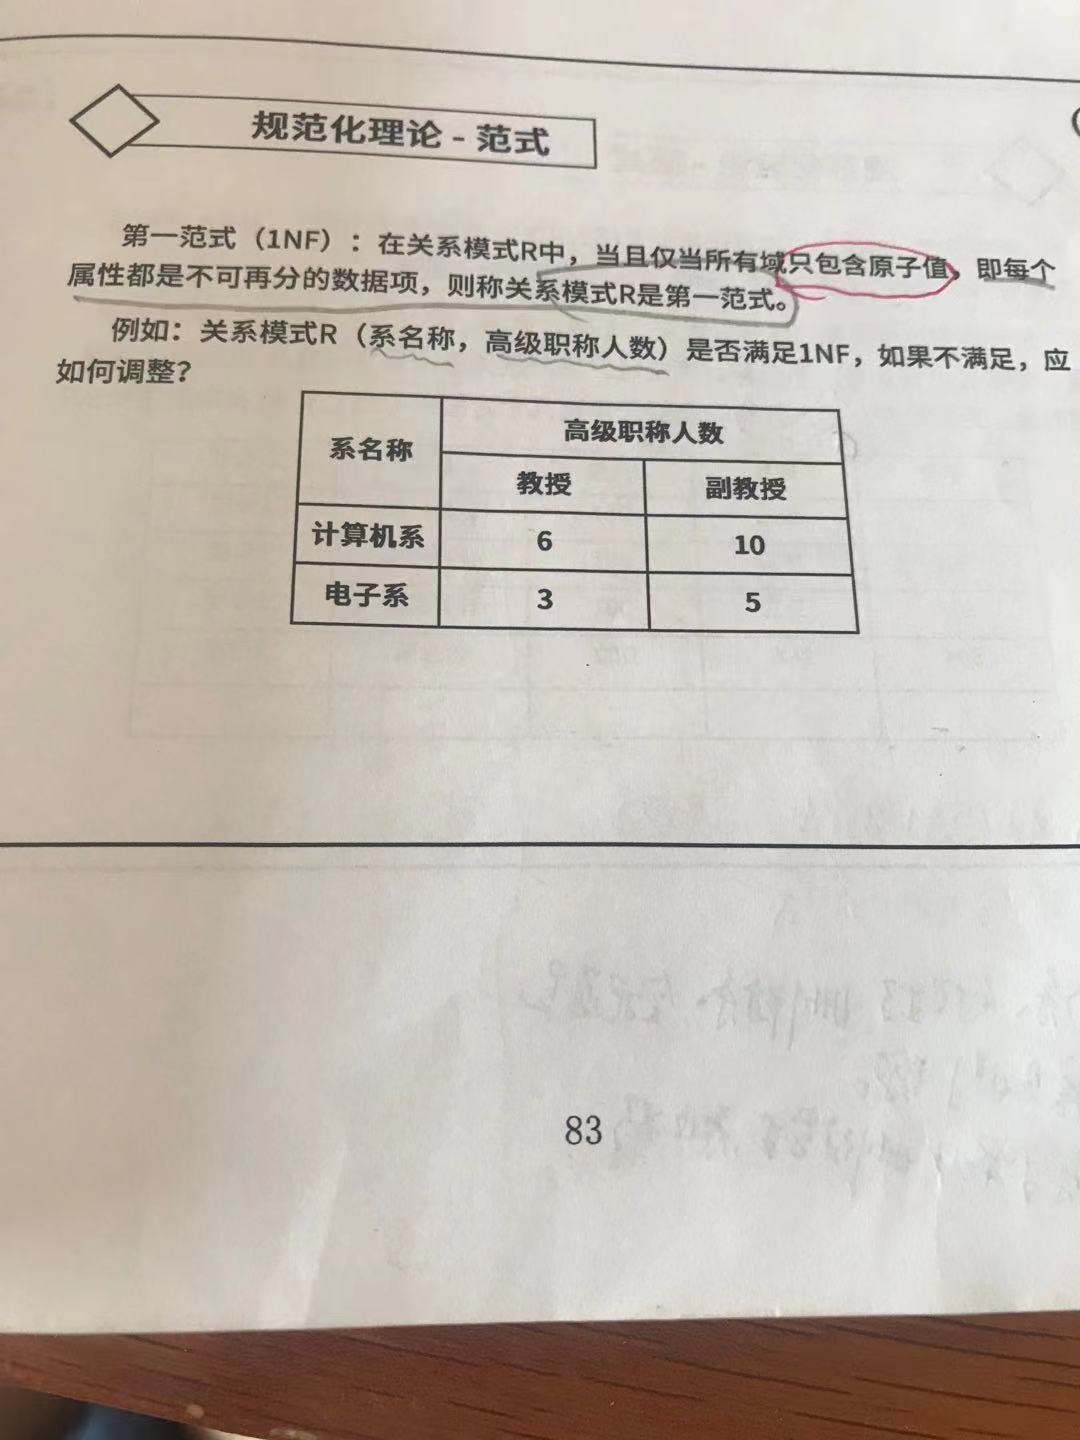 规范化理论 - 范式
第一范式（1NF）：在关系模式R中，当且仅当所有域只包含原子值，即每个
属性都是不可再分的数据项，则称关系模式R是第一范式。
例如：关系模式R（系名称，高级职称人数）是否满足1NF，如果不满足，应
如何调整？
系名称 高级职称人数
教授 副教授
计算机系 6 10
电子系 3 5
83